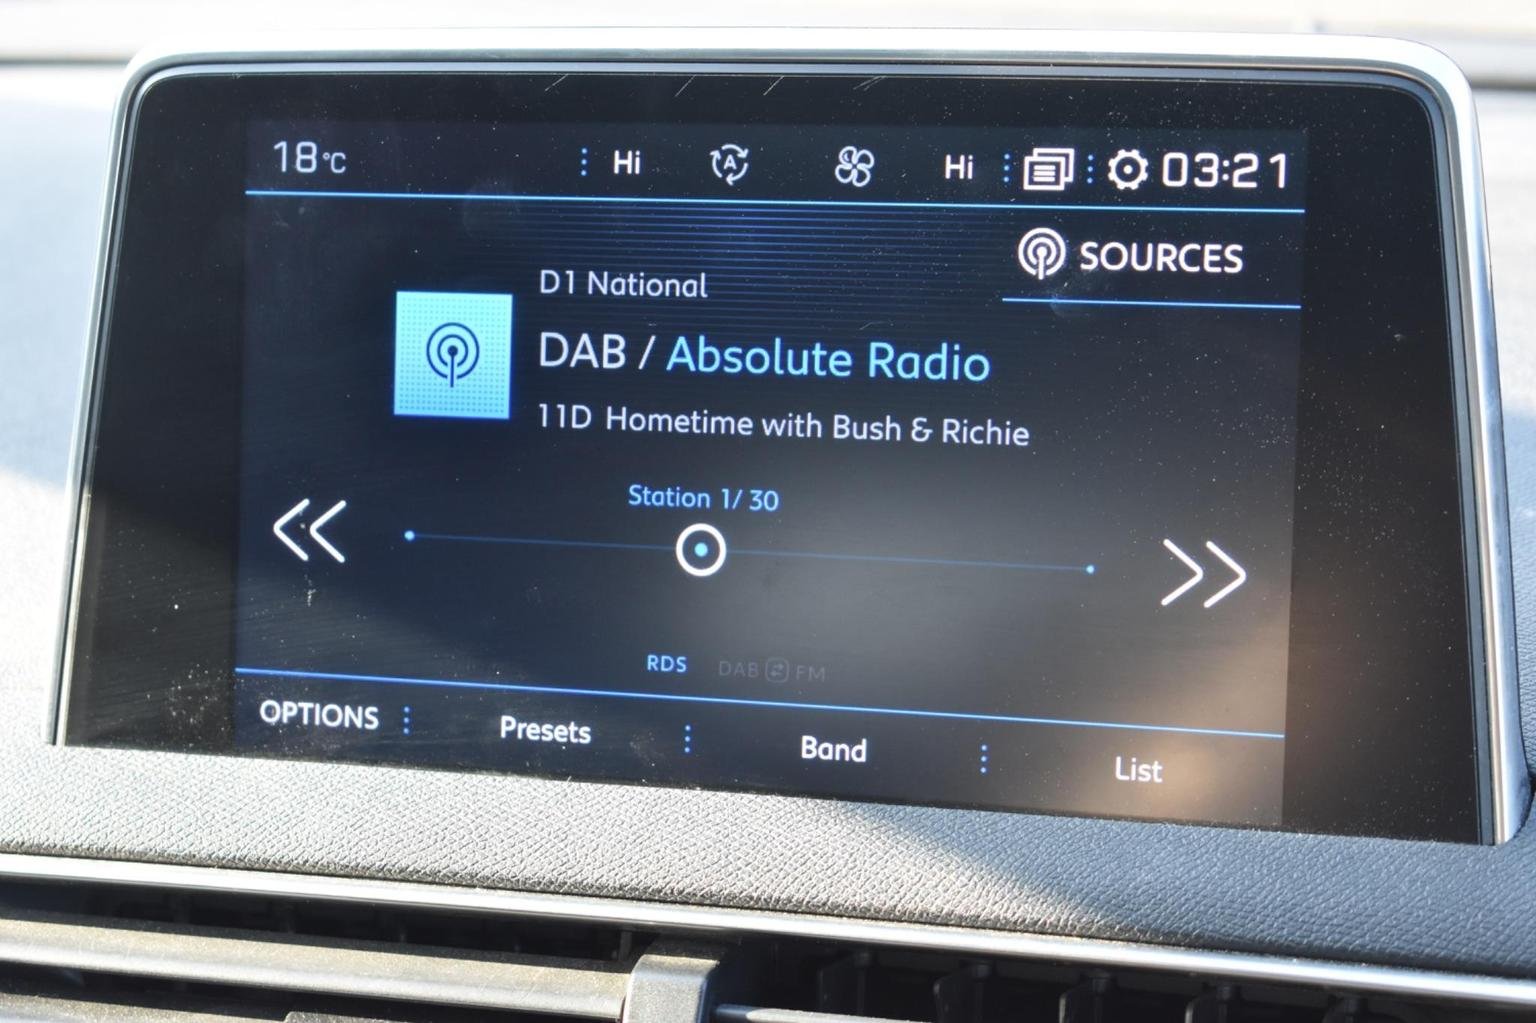 18°C Hi A Hi 03:21
SOURCES
D1 National
DAB / Absolute Radio
11D Hometime with Bush & Richie
Station 1/ 30
RDS DAB FM
OPTIONS Presets Band List